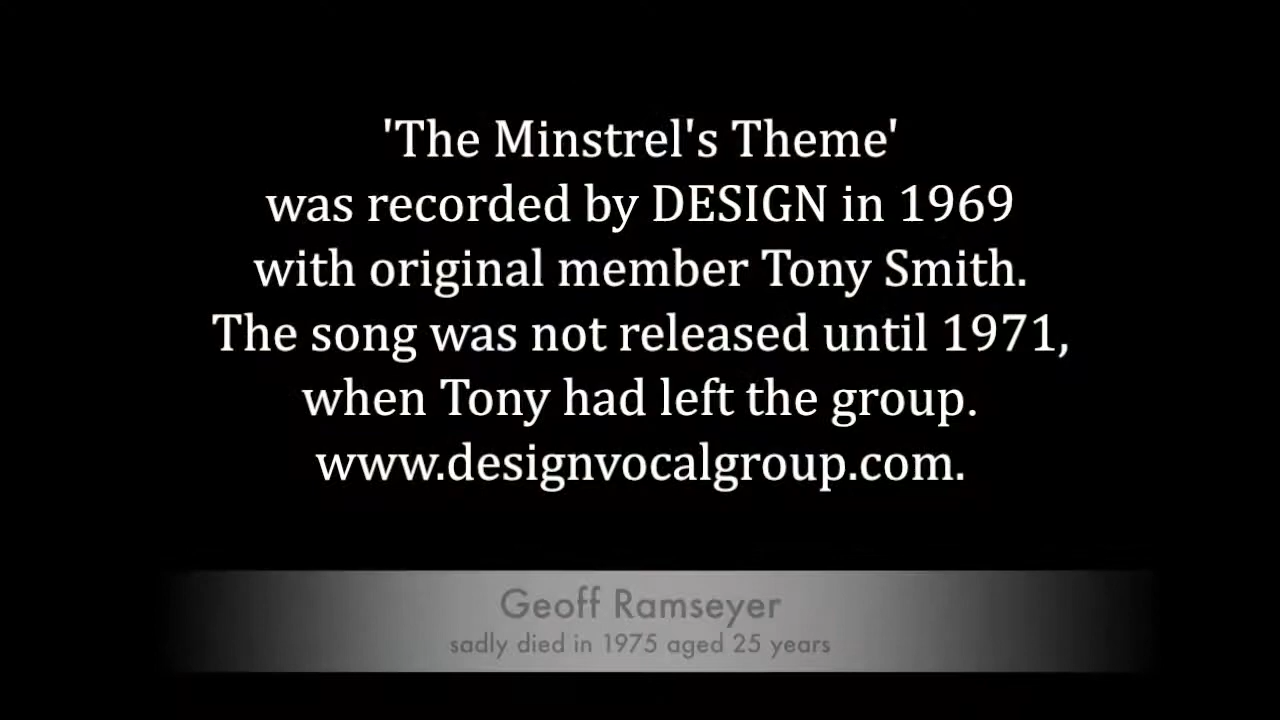 'The Minstrel's Theme'
was recorded by DESIGN in 1969
with original member Tony Smith.
The song was not released until 1971,
when Tony had left the group.
www.designvocalgroup.com.
Geoff Ramseyer
sadly died in 1975 aged 25 years